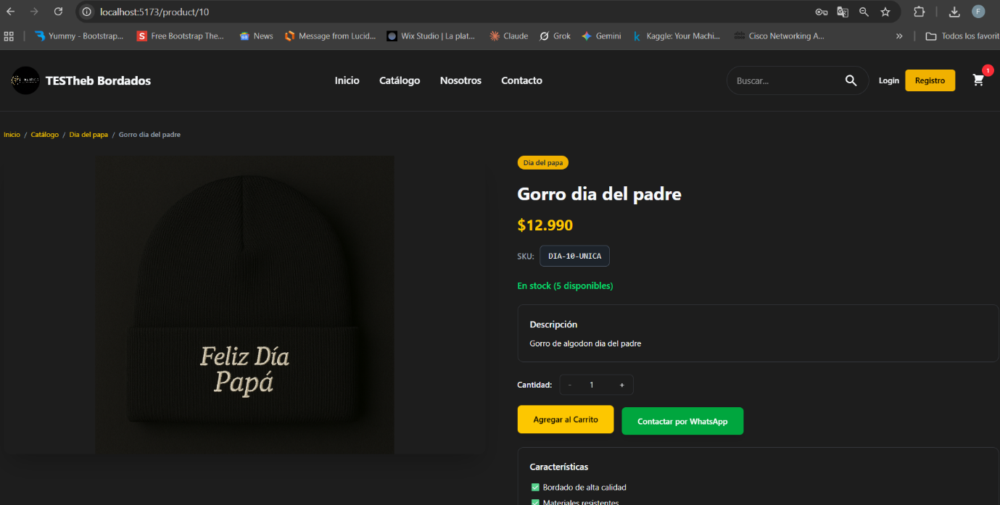 localhost:5173/product/10
F
Yummy - Bootstrap...
Free Bootstrap The...
News
Message from Lucid...
Wix Studio | La plat...
Claude
Grok
Gemini
Kaggle: Your Machi...
Cisco Networking A...
»
Todos los favorit
TESTheb Bordados
Inicio
Catálogo
Nosotros
Contacto
Buscar...
Login
Registro
1
Inicio / Catálogo / Dia del papa / Gorro dia del padre
Feliz Día
Papá
Dia del papa
Gorro dia del padre
$12.990
SKU: DIA-10-UNICA
En stock (5 disponibles)
Descripción
Gorro de algodon dia del padre
Cantidad: - 1 +
Agregar al Carrito
Contactar por WhatsApp
Características
✅ Bordado de alta calidad
✅ Materiales resistentes